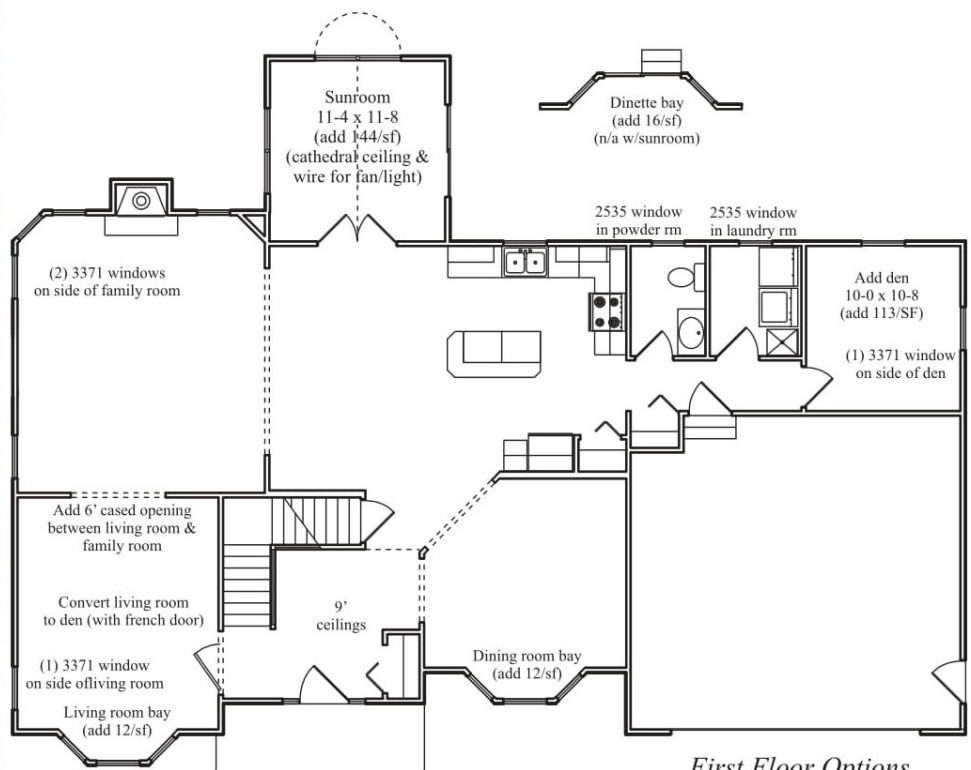 Sunroom
11-4 x 11-8
(add 144/sf)
(cathedral ceiling &
wire for fan/light)
Dinette bay
(add 16/sf)
(n/a w/sunroom)
2535 window
in powder rm
2535 window
in laundry rm
(2) 3371 windows
on side of family room
Add den
10-0 x 10-8
(add 113/SF)
(1) 3371 window
on side of den
Add 6' cased opening
between living room &
family room
Convert living room
to den (with french door)
9'
ceilings
(1) 3371 window
on side ofliving room
Living room bay
(add 12/sf)
Dining room bay
(add 12/sf)
First Floor Options